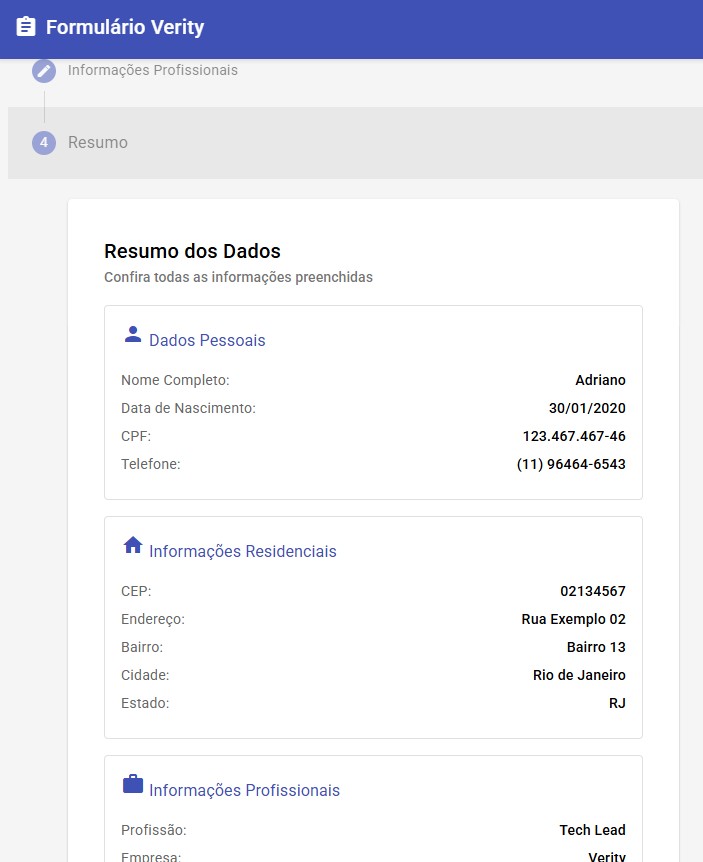 Formulário Verity
Informações Profissionais
4 Resumo
Resumo dos Dados
Confira todas as informações preenchidas
Dados Pessoais
Nome Completo: Adriano
Data de Nascimento: 30/01/2020
CPF: 123.467.467-46
Telefone: (11) 96464-6543
Informações Residenciais
CEP: 02134567
Endereço: Rua Exemplo 02
Bairro: Bairro 13
Cidade: Rio de Janeiro
Estado: RJ
Informações Profissionais
Profissão: Tech Lead
Empresa: Verity